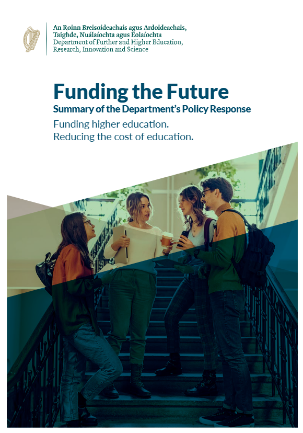 An Roinn Breisoideachais agus Ardoideachais,
Taighde, Nuálaíochta agus Eolaíochta
Department of Further and Higher Education,
Research, Innovation and Science
Funding the Future
Summary of the Department's Policy Response
Funding higher education.
Reducing the cost of education.